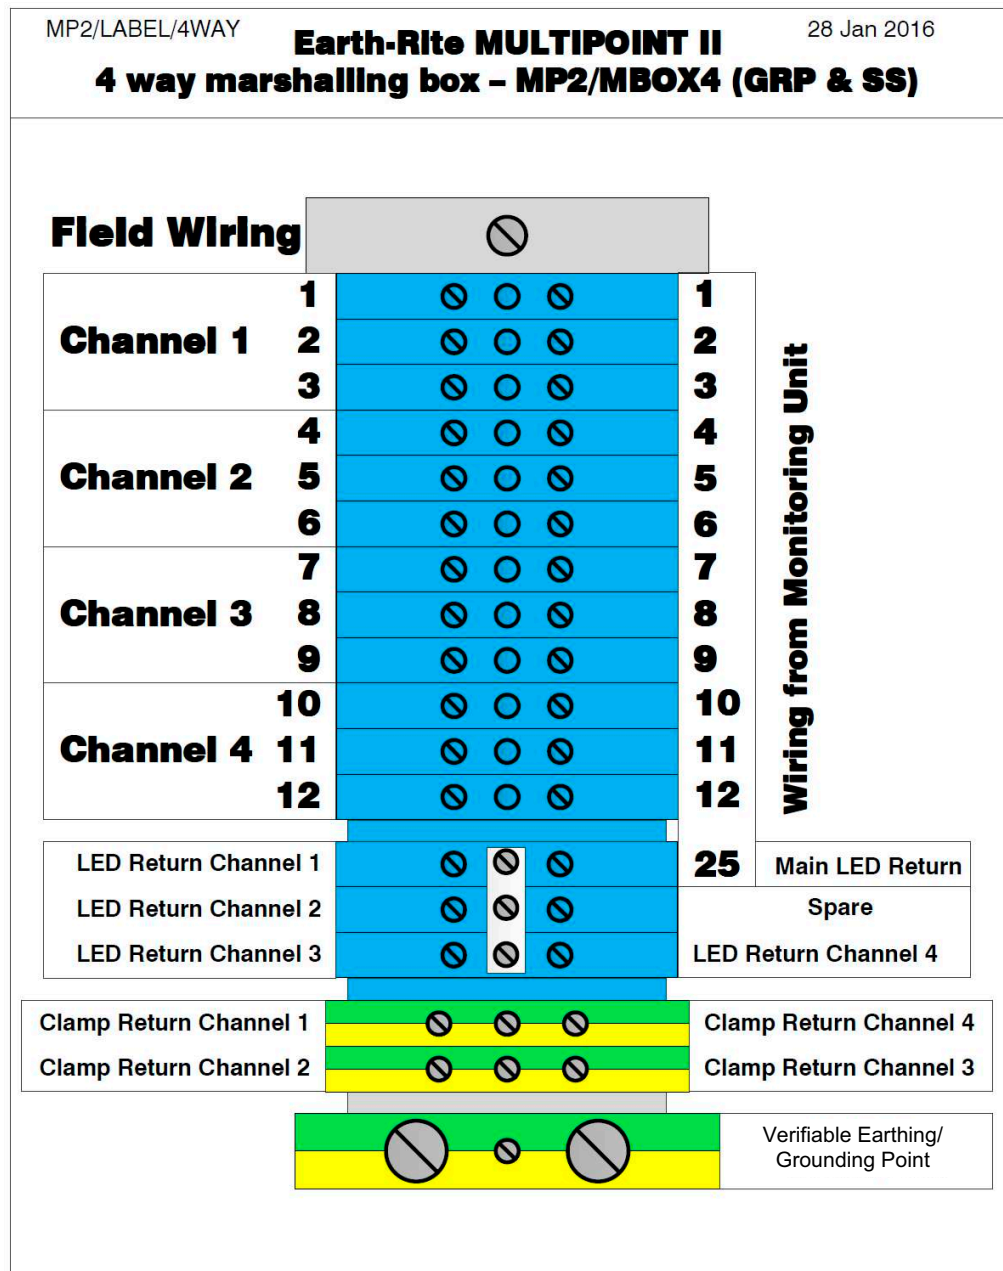 MP2/LABEL/4WAY
28 Jan 2016
Earth-Rite MULTIPOINT II
4 way marshalling box – MP2/MBOX4 (GRP & SS)
Field Wiring
1 1
Channel 1 2 2
3 3
4 4
Channel 2 5 5
6 6
7 7
Channel 3 8 8
9 9
10 10
Channel 4 11 11
12 12
Wiring from Monitoring Unit
LED Return Channel 1 25 Main LED Return
LED Return Channel 2 Spare
LED Return Channel 3 LED Return Channel 4
Clamp Return Channel 1 Clamp Return Channel 4
Clamp Return Channel 2 Clamp Return Channel 3
Verifiable Earthing/
Grounding Point